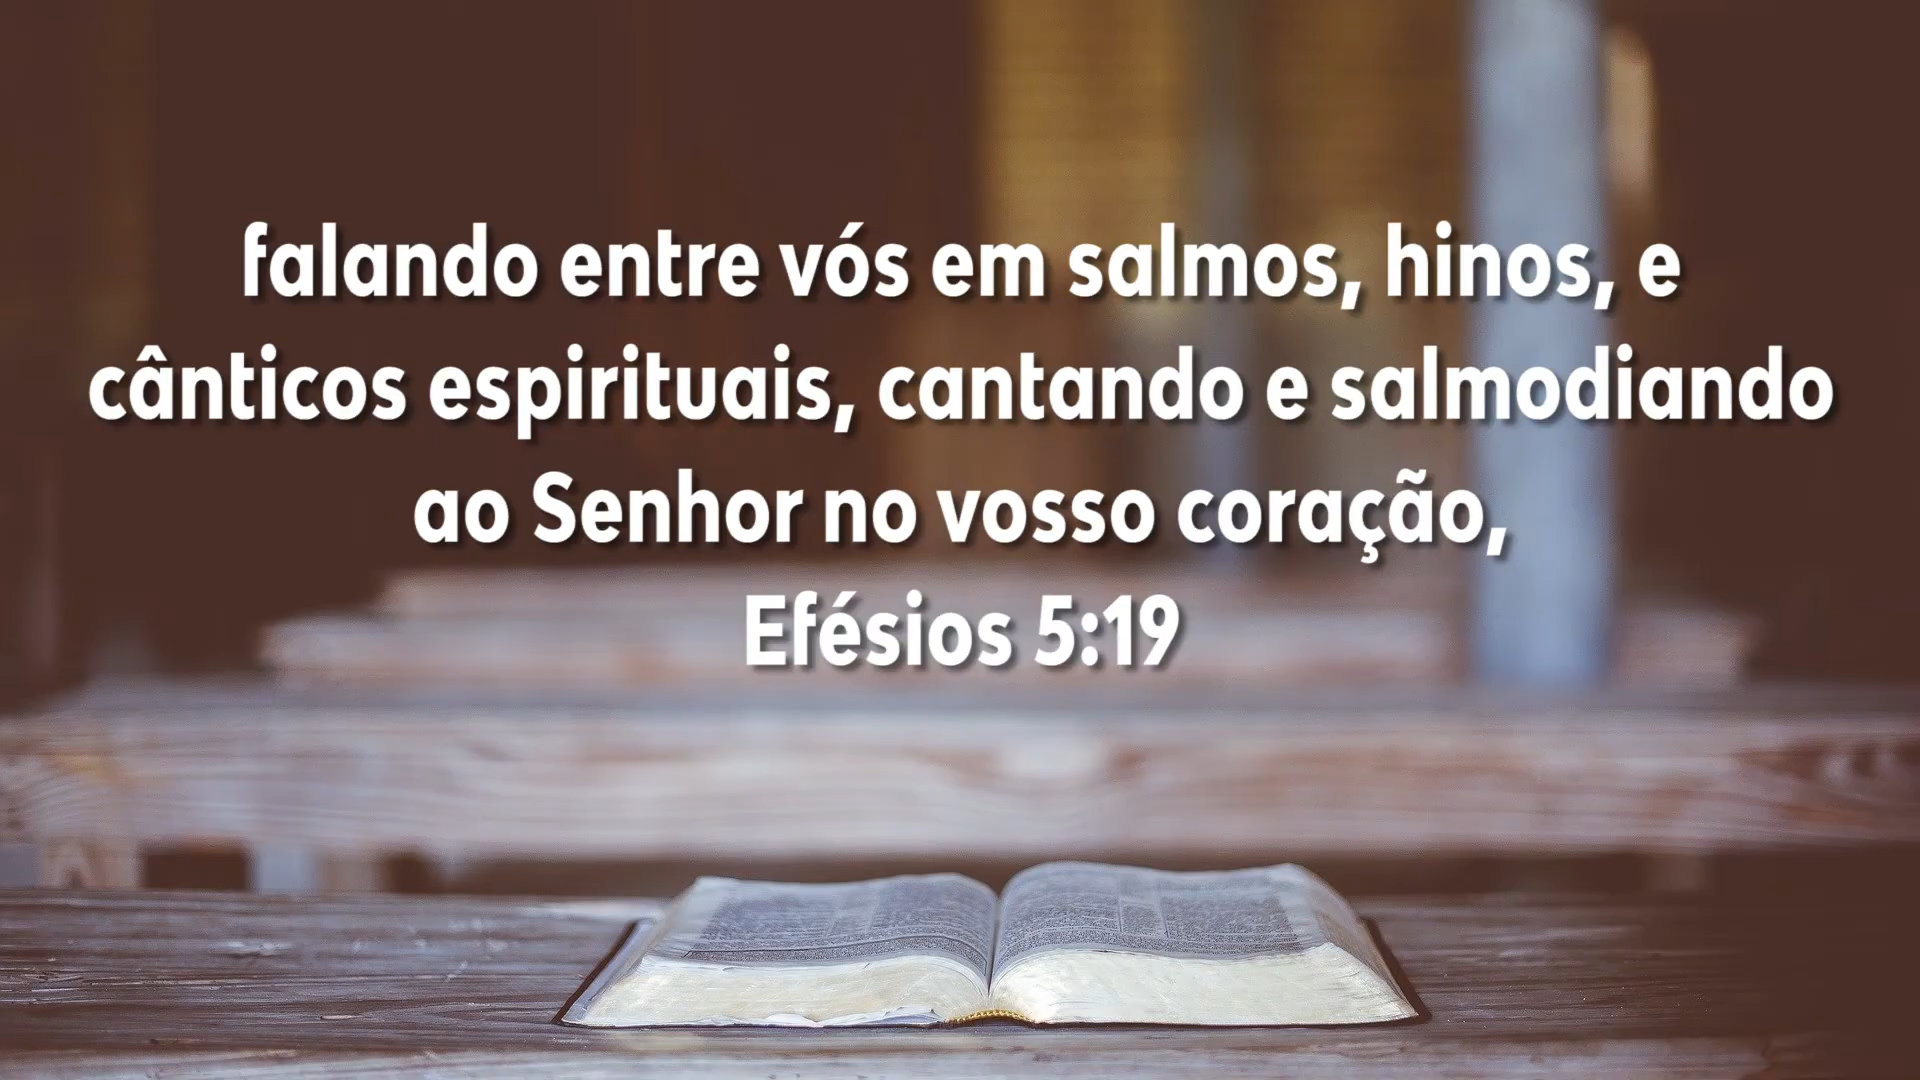 falando entre vós em salmos, hinos, e
cânticos espirituais, cantando e salmodiando
ao Senhor no vosso coração,
Efésios 5:19